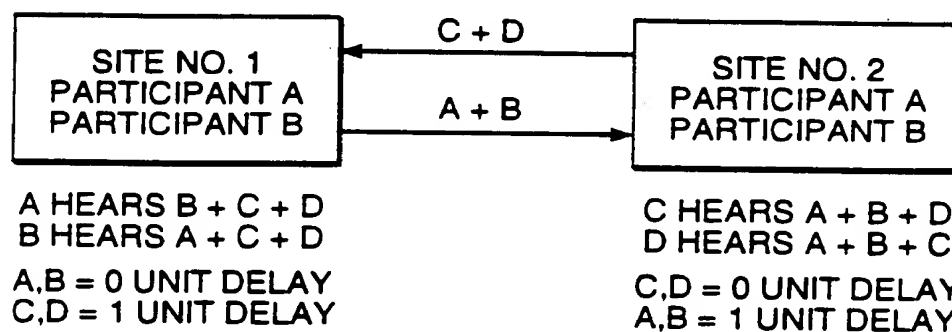 C + D
SITE NO. 1
PARTICIPANT A
PARTICIPANT B
A + B
SITE NO. 2
PARTICIPANT A
PARTICIPANT B
A HEARS B + C + D
B HEARS A + C + D
A,B = 0 UNIT DELAY
C,D = 1 UNIT DELAY
C HEARS A + B + D
D HEARS A + B + C
C,D = 0 UNIT DELAY
A,B = 1 UNIT DELAY